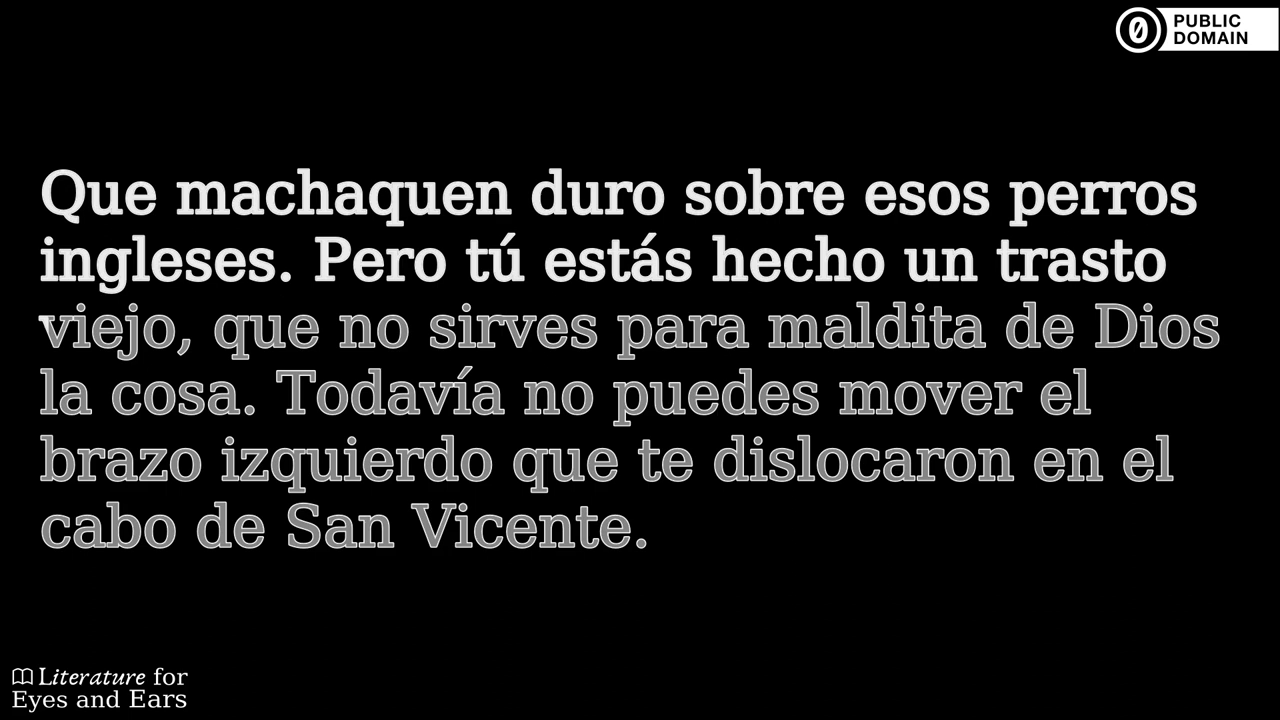 PUBLIC
DOMAIN
Que machaquen duro sobre esos perros
ingleses. Pero tú estás hecho un trasto
viejo, que no sirves para maldita de Dios
la cosa. Todavía no puedes mover el
brazo izquierdo que te dislocaron en el
cabo de San Vicente.
Literature for
Eyes and Ears